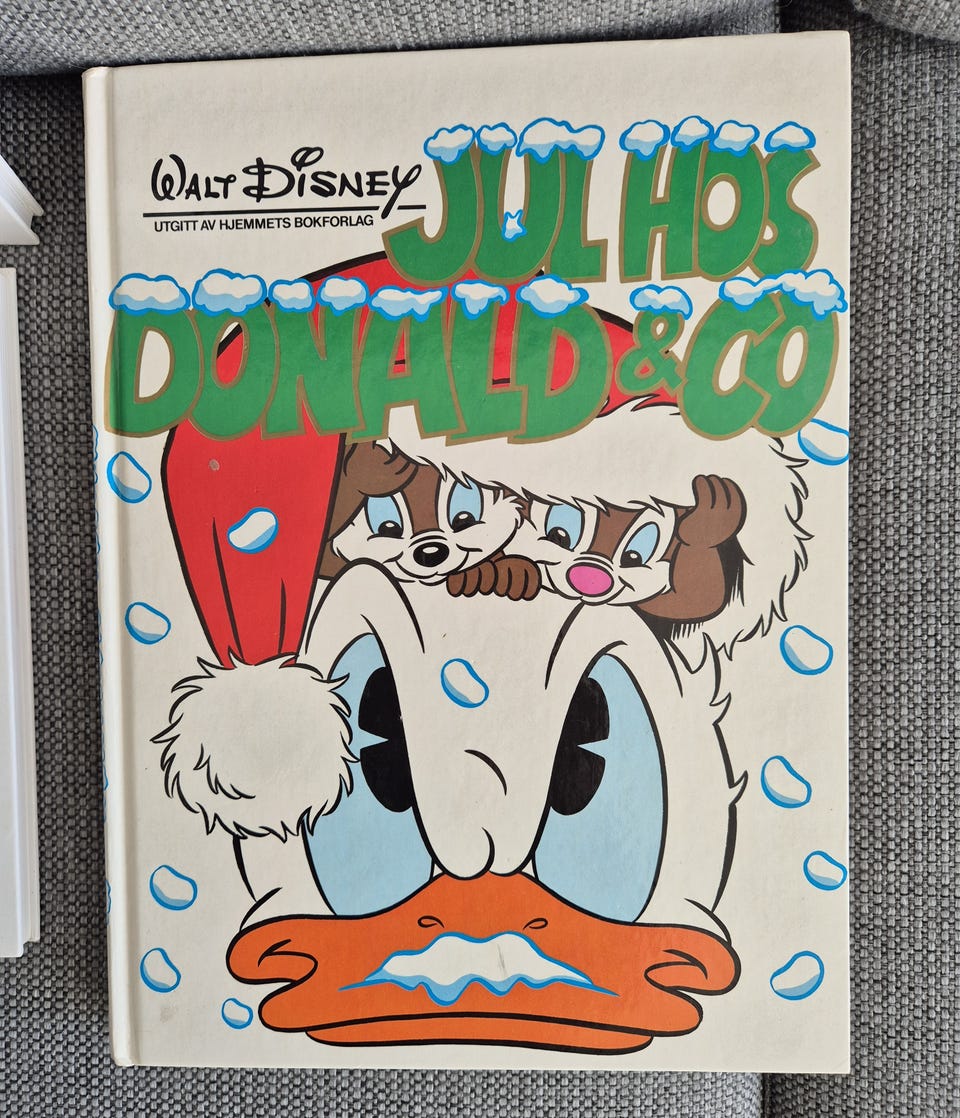 WALT DISNEY
UTGITT AV HJEMMETS BOKFORLAG
JUL HOS
DONALD & CO